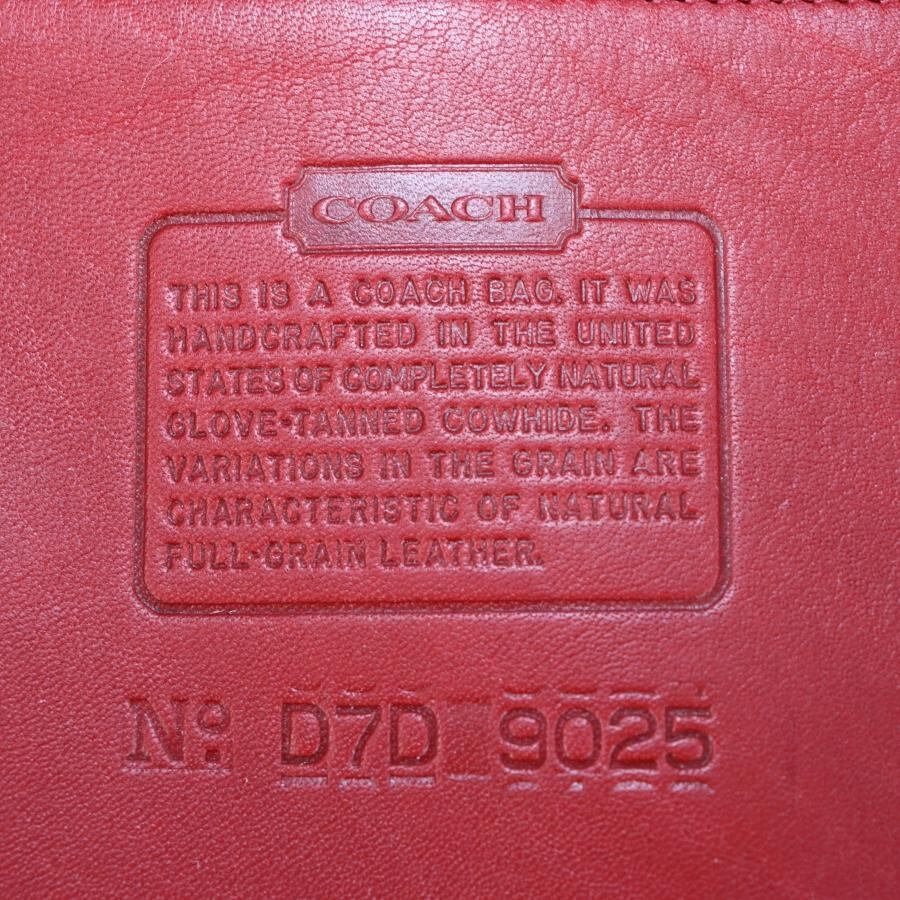 COACH
THIS IS A COACH BAG. IT WAS
HANDCRAFTED IN THE UNITED
STATES OF COMPLETELY NATURAL
GLOVE-TANNED COWHIDE. THE
VARIATIONS IN THE GRAIN ARE
CHARACTERISTIC OF NATURAL
FULL-GRAIN LEATHER.
No. D7D 9025